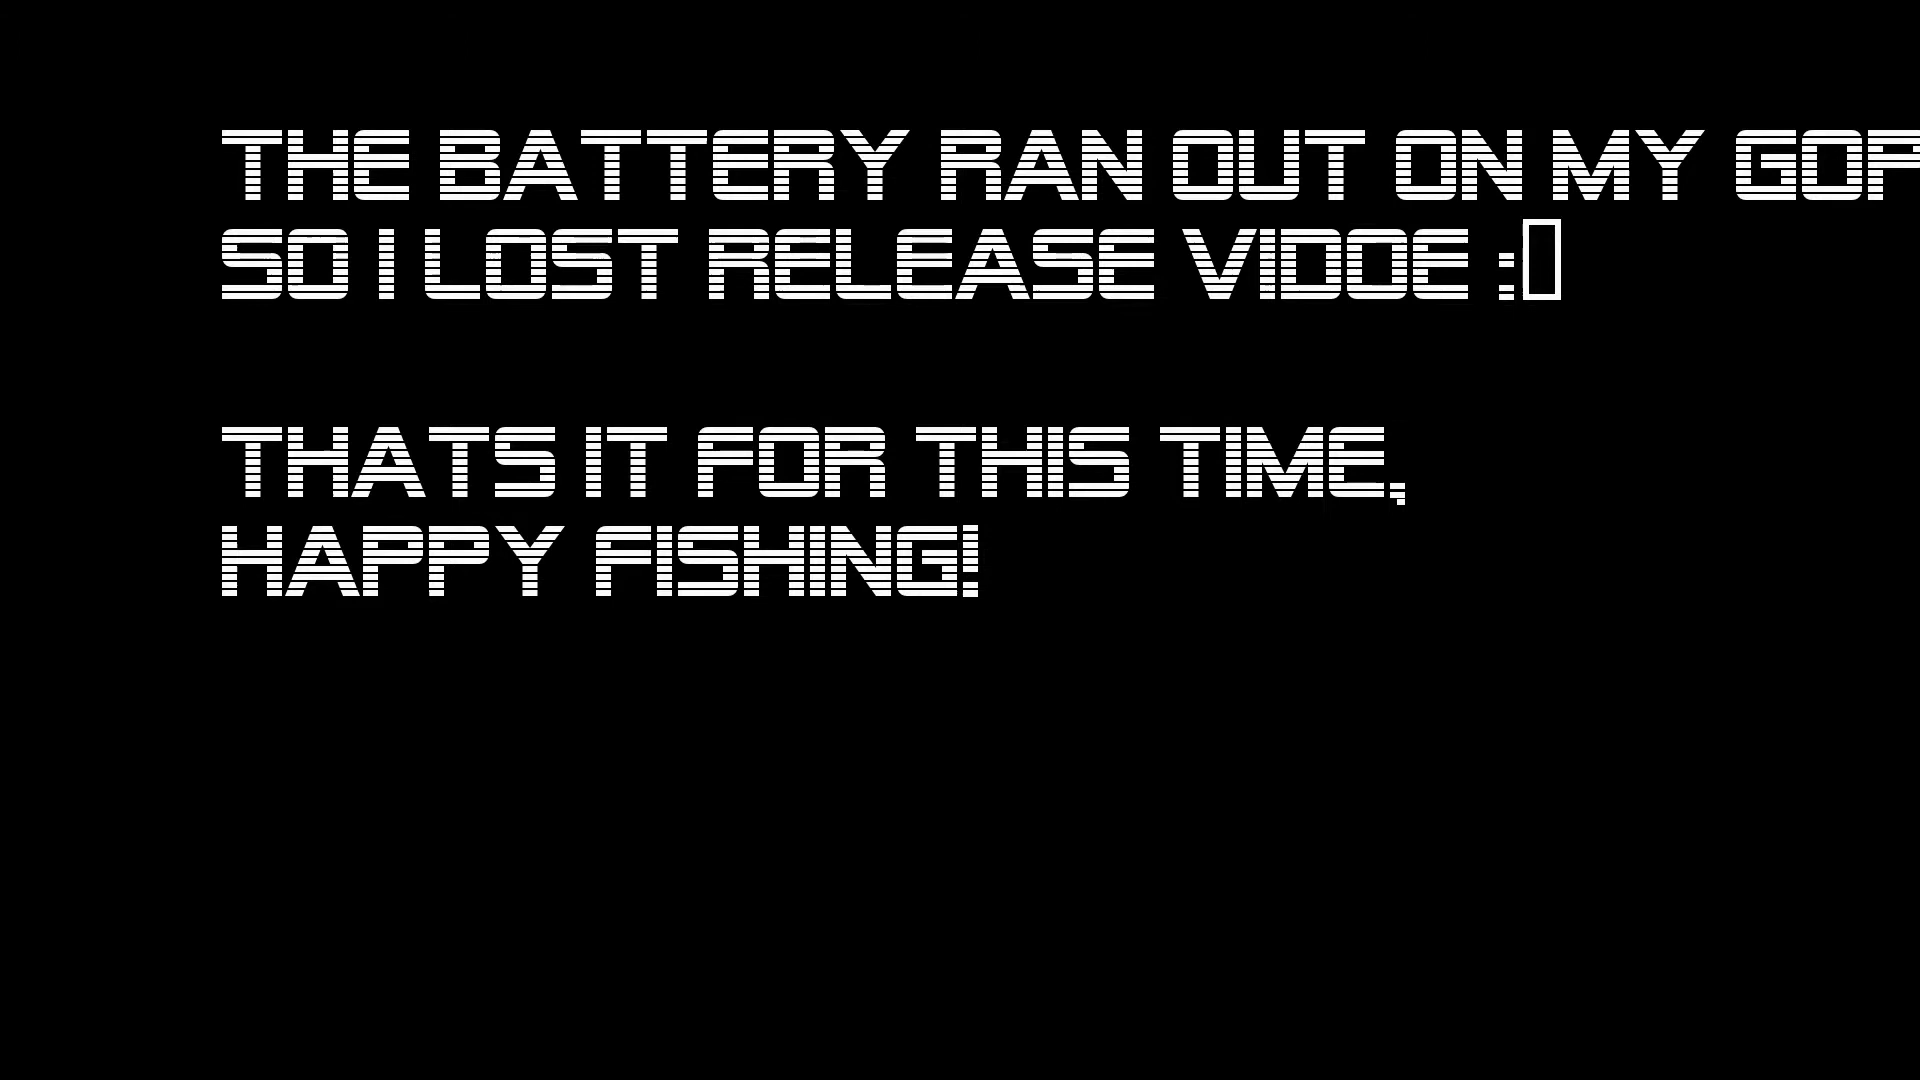 THE BATTERY RAN OUT ON MY GOP
SO I LOST RELEASE VIDOE :▯
THATS IT FOR THIS TIME,
HAPPY FISHING!